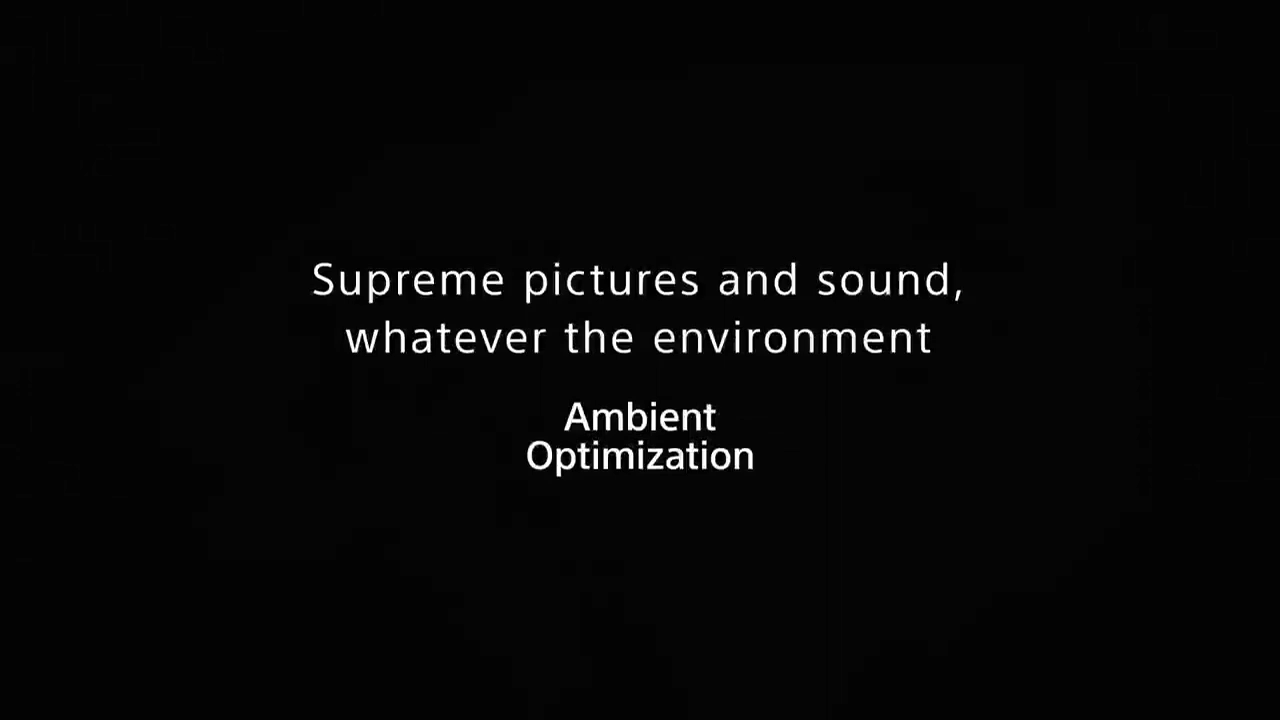 Supreme pictures and sound,
whatever the environment
Ambient
Optimization